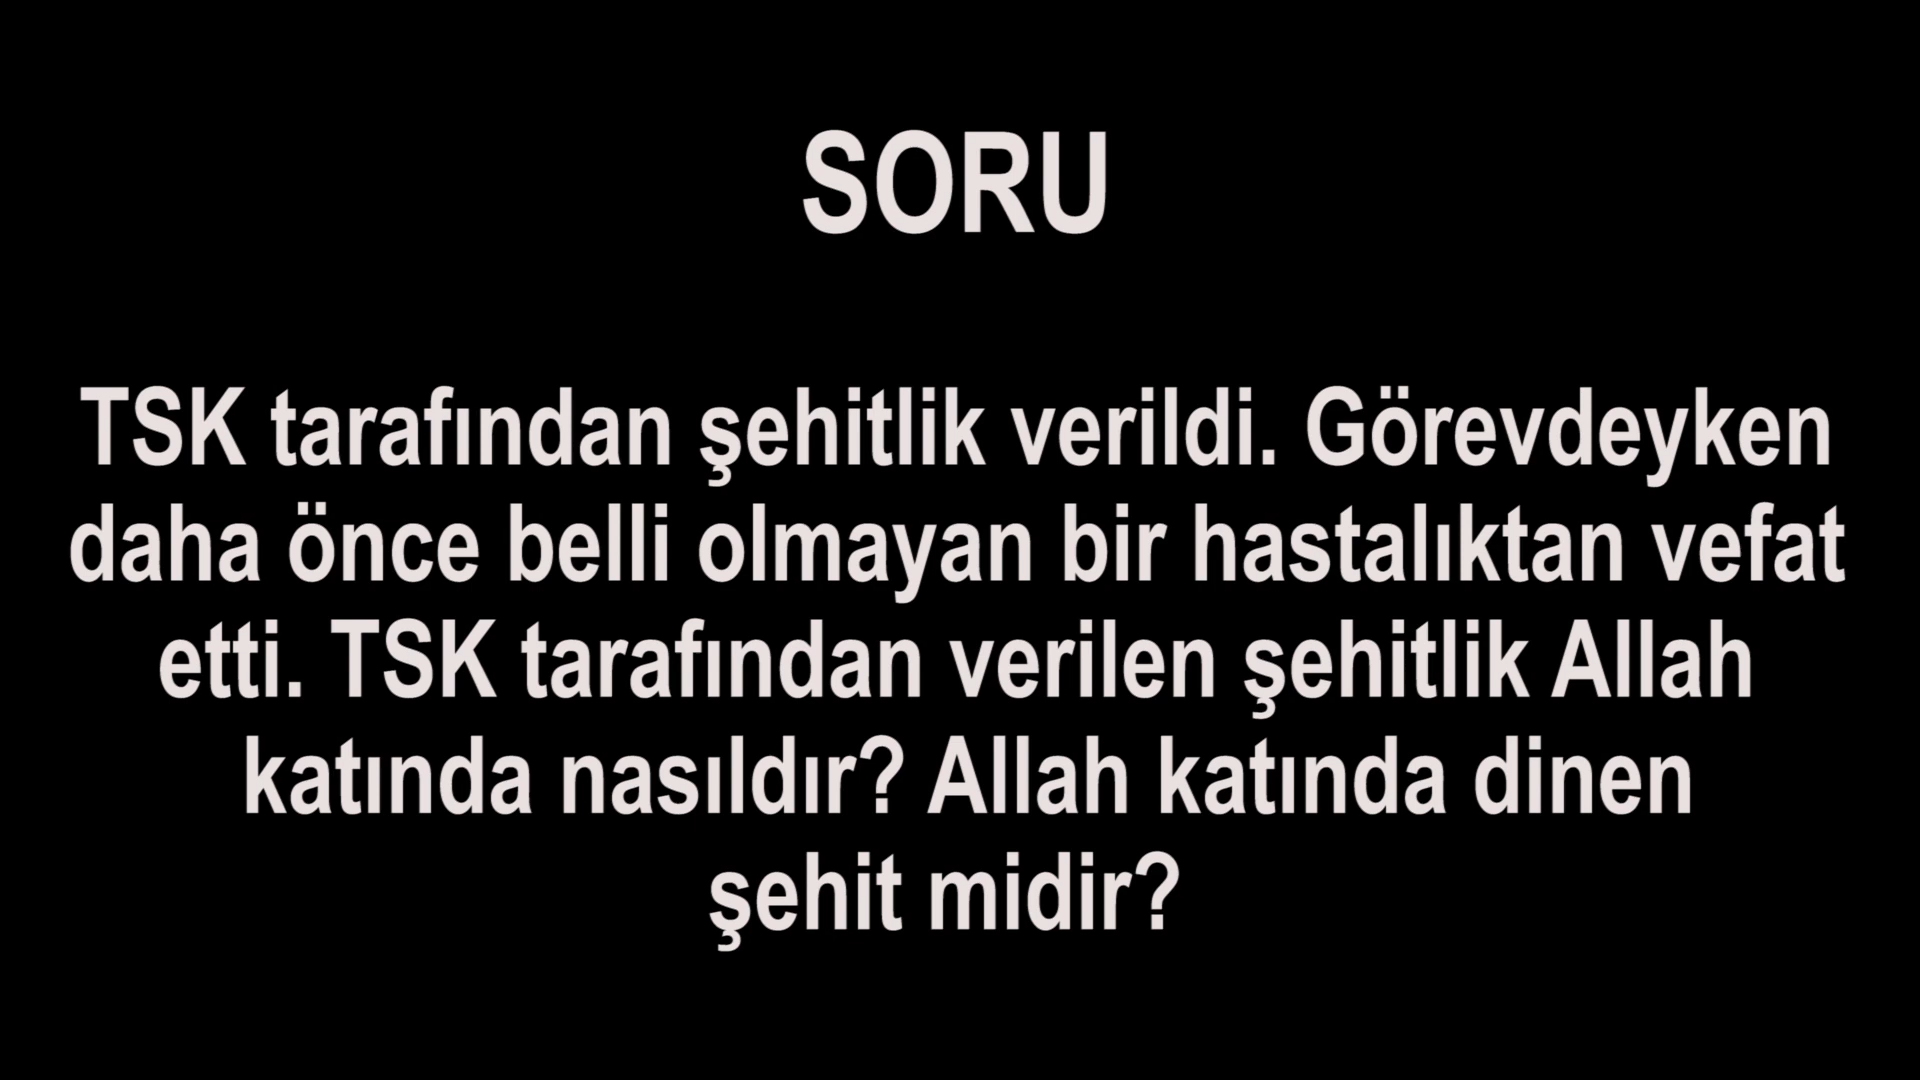 SORU
TSK tarafından şehitlik verildi. Görevdeyken
daha önce belli olmayan bir hastalıktan vefat
etti. TSK tarafından verilen şehitlik Allah
katında nasıldır? Allah katında dinen
şehit midir?